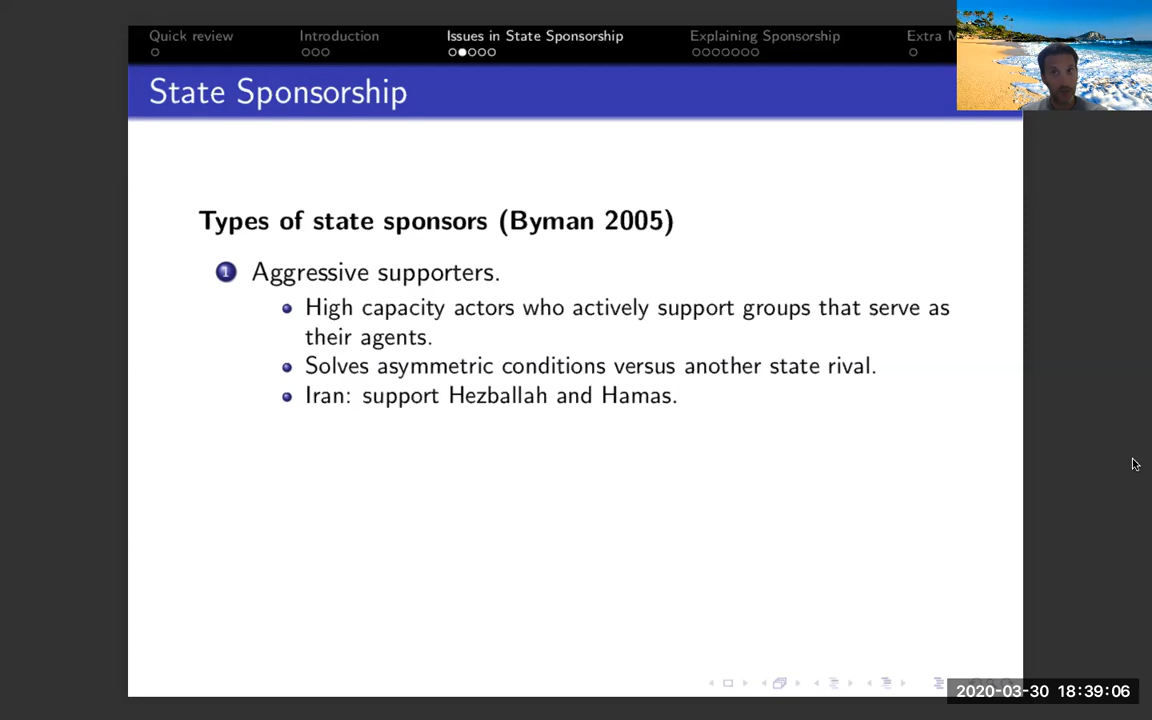 Quick review
Introduction
Issues in State Sponsorship
Explaining Sponsorship
Extra
State Sponsorship
Types of state sponsors (Byman 2005)
1 Aggressive supporters.
High capacity actors who actively support groups that serve as
their agents.
Solves asymmetric conditions versus another state rival.
Iran: support Hezballah and Hamas.
2020-03-30 18:39:06